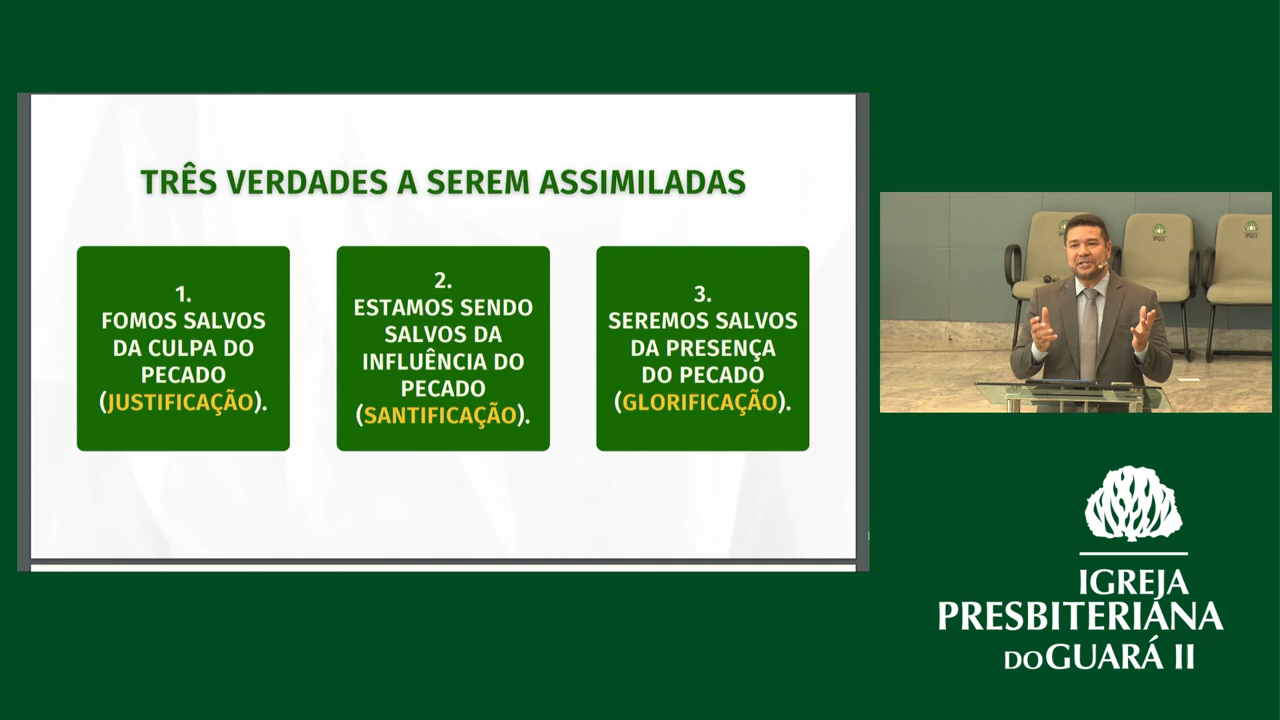 TRÊS VERDADES A SEREM ASSIMILADAS
1.
FOMOS SALVOS
DA CULPA DO
PECADO
(JUSTIFICAÇÃO).
2.
ESTAMOS SENDO
SALVOS DA
INFLUÊNCIA DO
PECADO
(SANTIFICAÇÃO).
3.
SEREMOS SALVOS
DA PRESENÇA
DO PECADO
(GLORIFICAÇÃO).
IGREJA
PRESBITERIANA
DO GUARÁ II